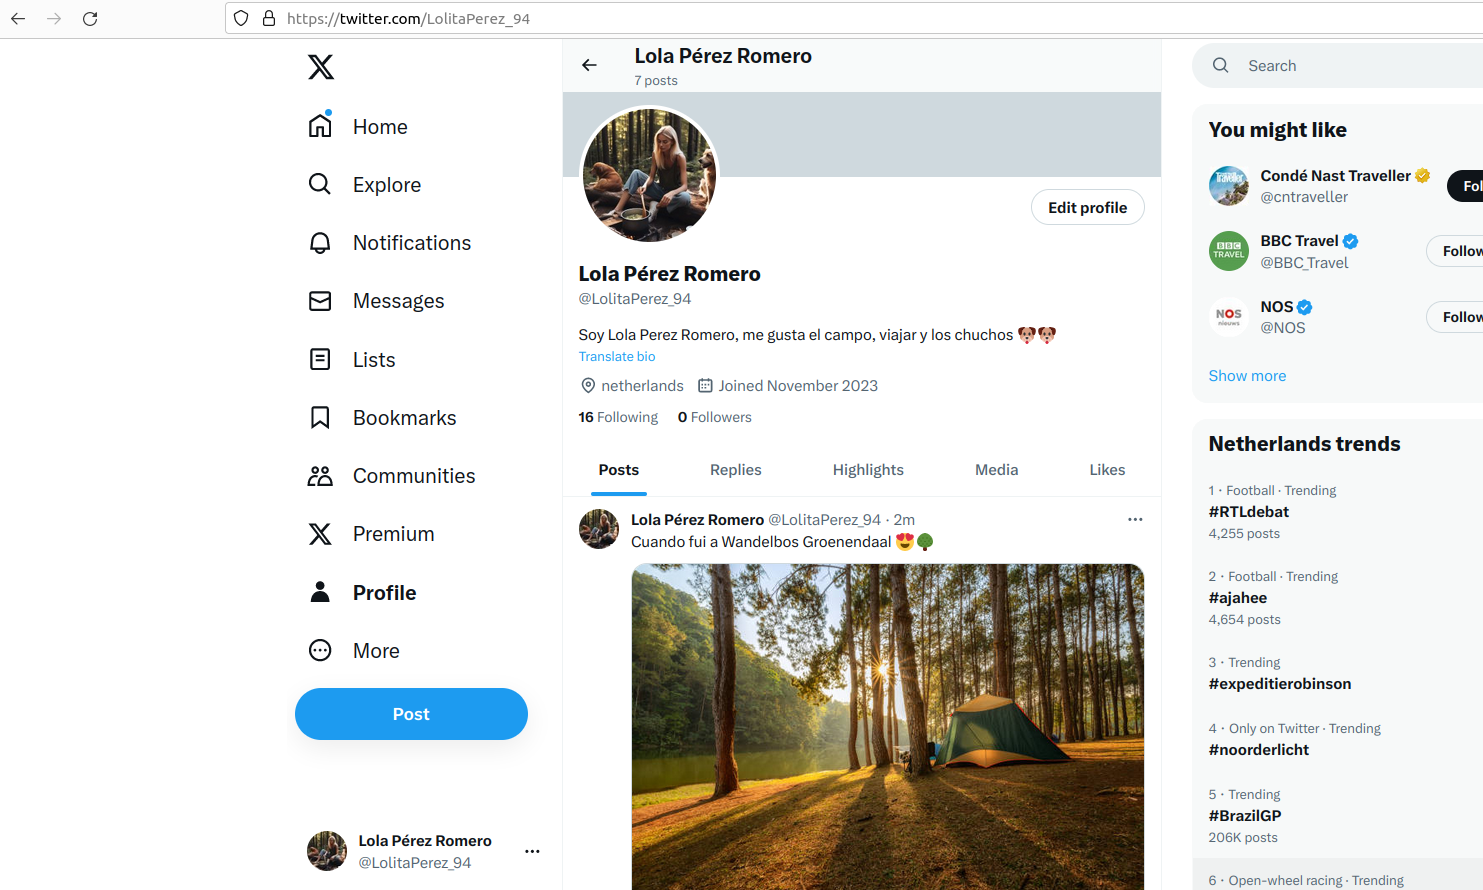 https://twitter.com/LolitaPerez_94
Home
Explore
Notifications
Messages
Lists
Bookmarks
Communities
Premium
Profile
More
Post
Lola Pérez Romero
@LolitaPerez_94
Lola Pérez Romero
7 posts
Edit profile
Lola Pérez Romero
@LolitaPerez_94
Soy Lola Perez Romero, me gusta el campo, viajar y los chuchos 🐶🐶
Translate bio
netherlands Joined November 2023
16 Following 0 Followers
Posts Replies Highlights Media Likes
Lola Pérez Romero @LolitaPerez_94 · 2m
Cuando fui a Wandelbos Groenendaal 😍🌳
Search
You might like
Traveller
Condé Nast Traveller
@cntraveller
Fol
BBC
TRAVEL
BBC Travel
@BBC_Travel
Follow
NOS
nieuws
NOS
@NOS
Follow
Show more
Netherlands trends
1 · Football · Trending
#RTLdebat
4,255 posts
2 · Football · Trending
#ajahee
4,654 posts
3 · Trending
#expeditierobinson
4 · Only on Twitter · Trending
#noorderlicht
5 · Trending
#BrazilGP
206K posts
6 · Open-wheel racing · Trending